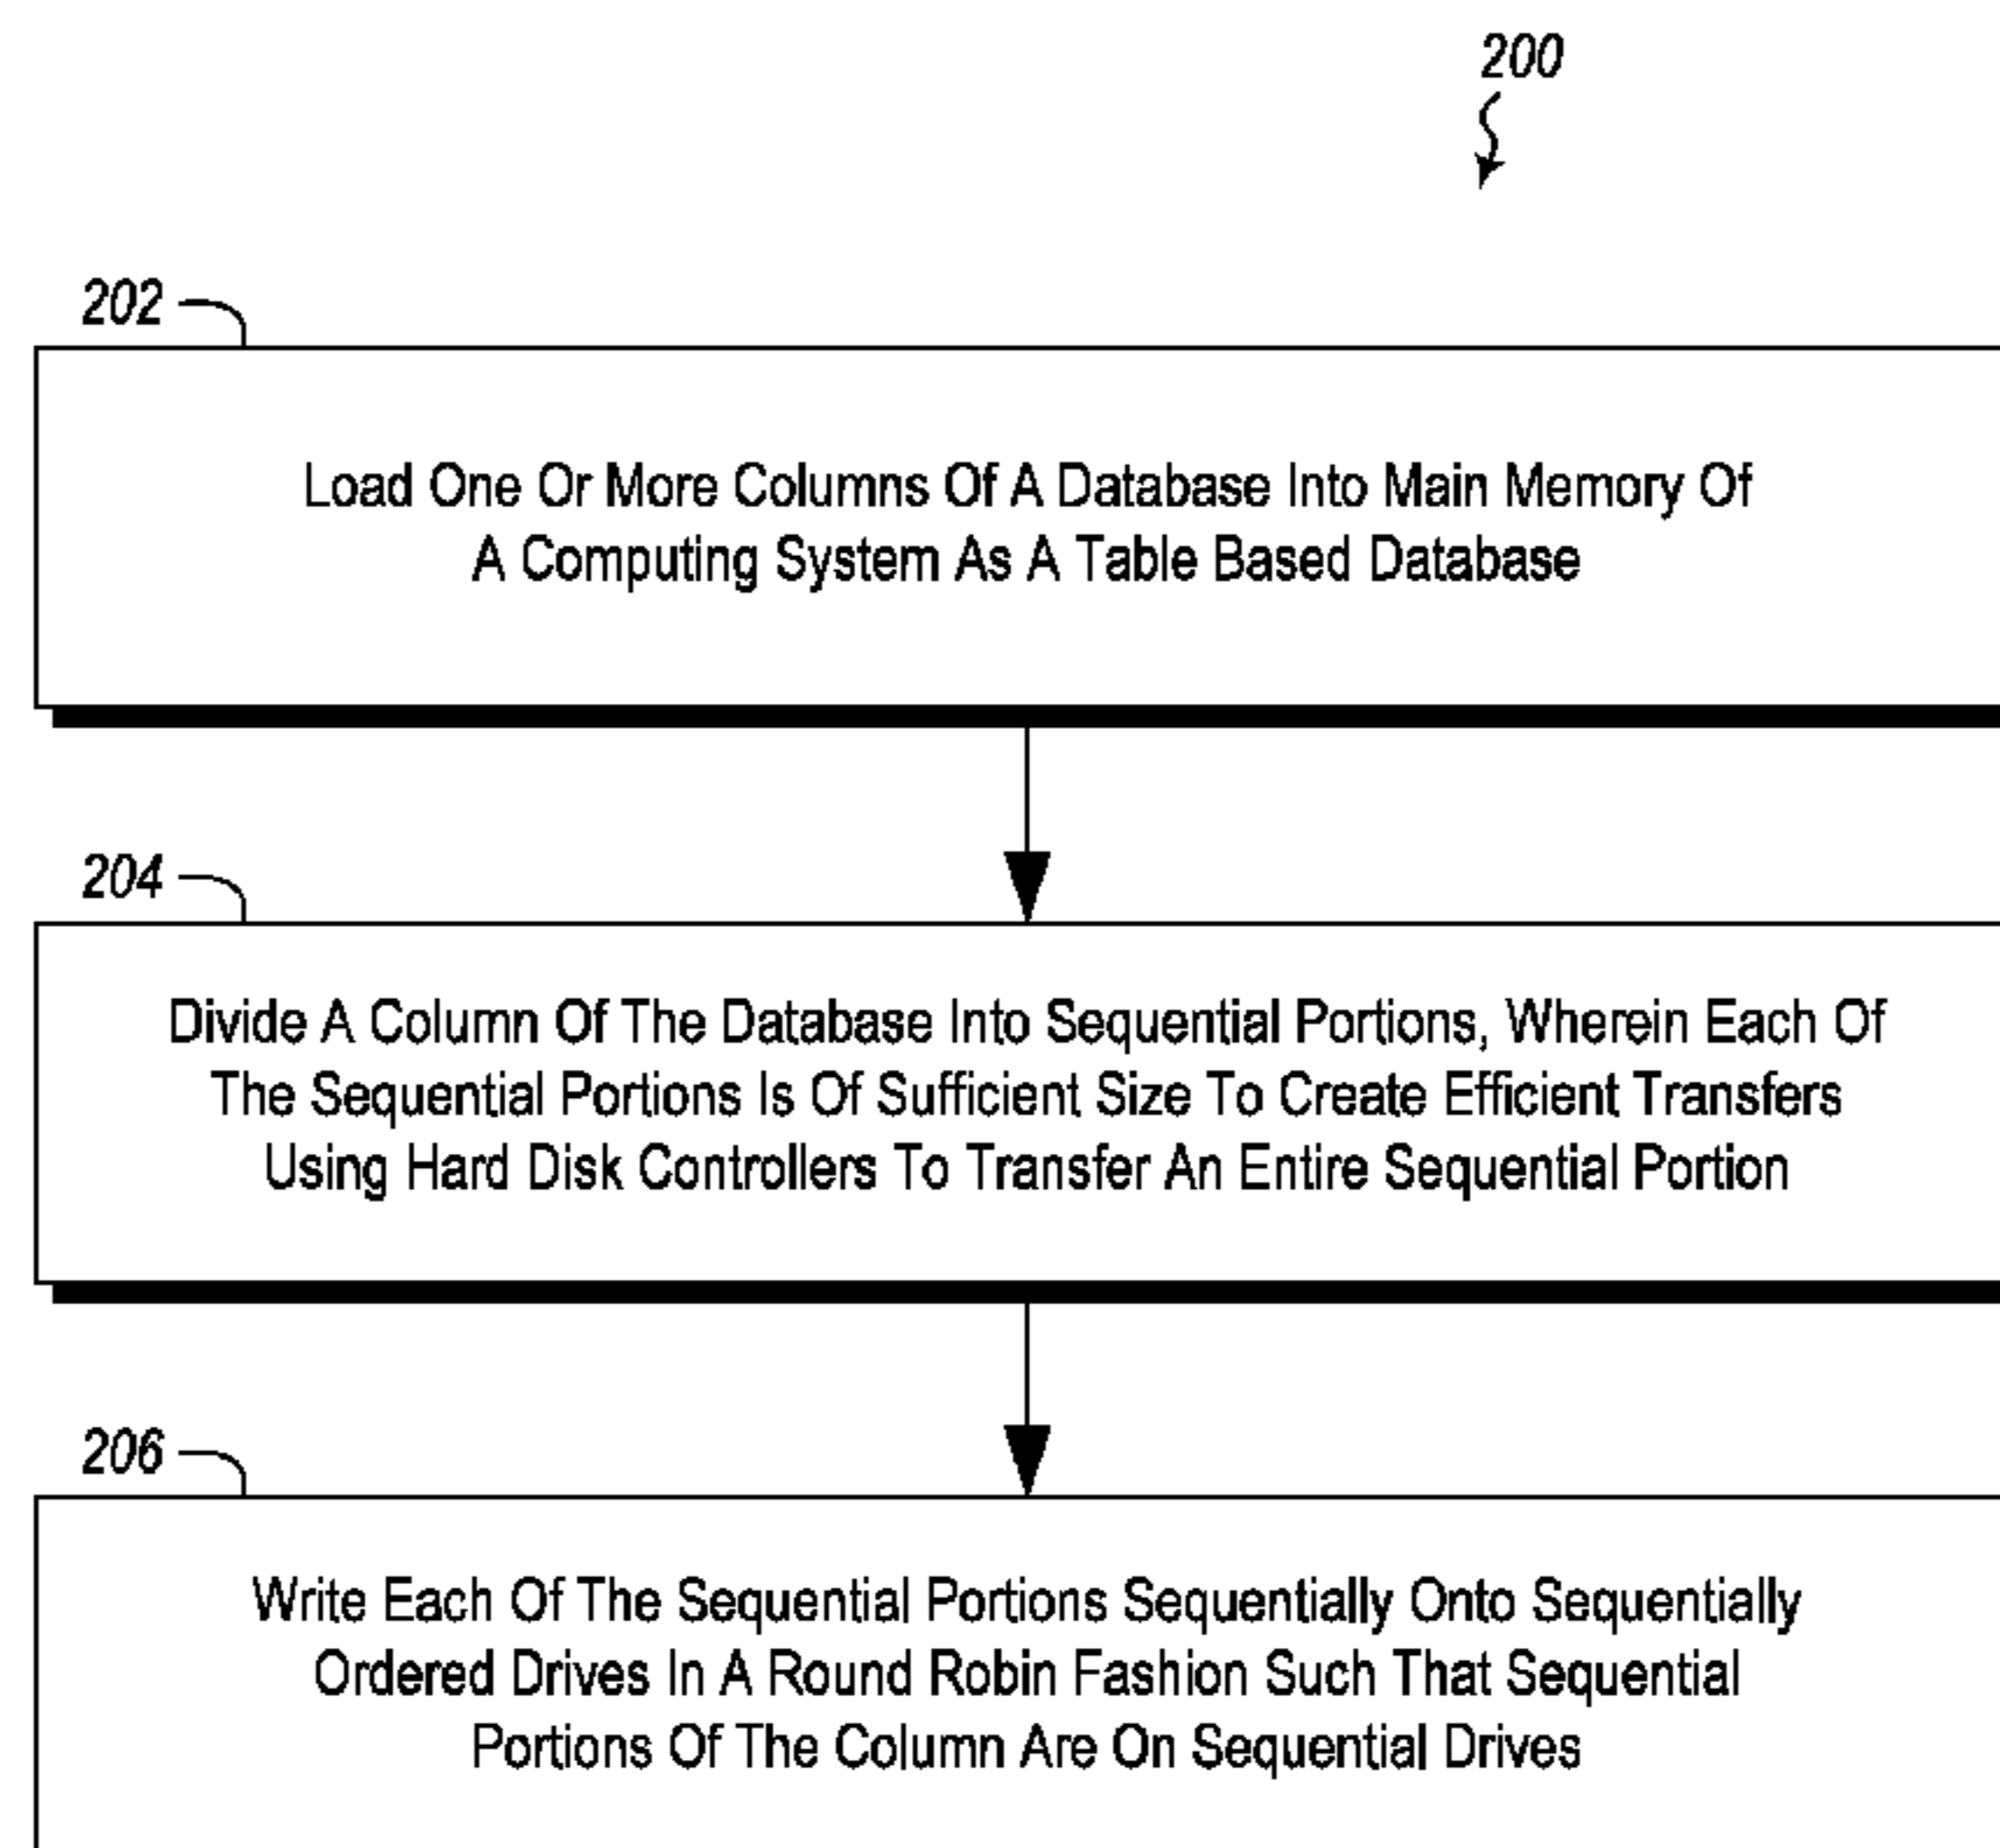 200
202
Load One Or More Columns Of A Database Into Main Memory Of
A Computing System As A Table Based Database
204
Divide A Column Of The Database Into Sequential Portions, Wherein Each Of
The Sequential Portions Is Of Sufficient Size To Create Efficient Transfers
Using Hard Disk Controllers To Transfer An Entire Sequential Portion
206
Write Each Of The Sequential Portions Sequentially Onto Sequentially
Ordered Drives In A Round Robin Fashion Such That Sequential
Portions Of The Column Are On Sequential Drives